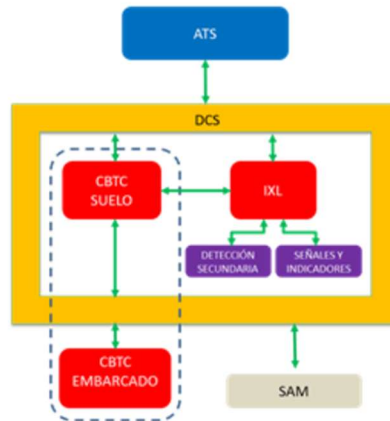 ATS
DCS
CBTC
SUELO
IXL
DETECCIÓN
SECUNDARIA
SEÑALES Y
INDICADORES
CBTC
EMBARCADO
SAM